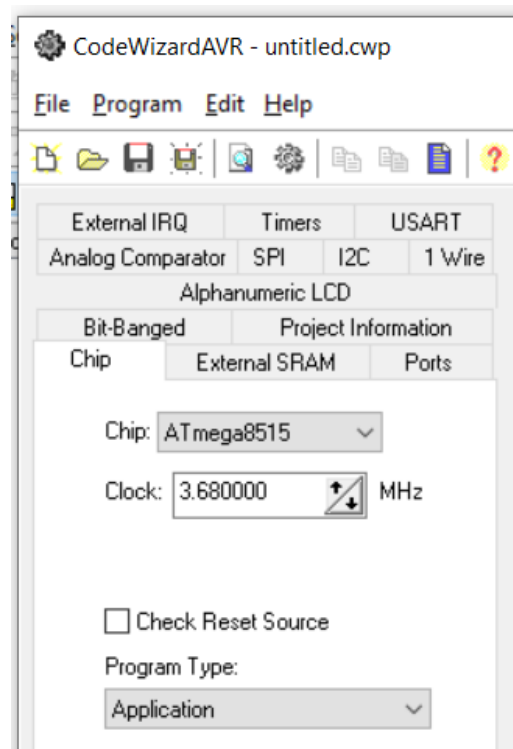 CodeWizardAVR - untitled.cwp
File Program Edit Help
External IRQ Timers USART
Analog Comparator SPI I2C 1 Wire
Alphanumeric LCD
Bit-Banged Project Information
Chip External SRAM Ports
Chip: ATmega8515
Clock: 3.680000 MHz
Check Reset Source
Program Type:
Application